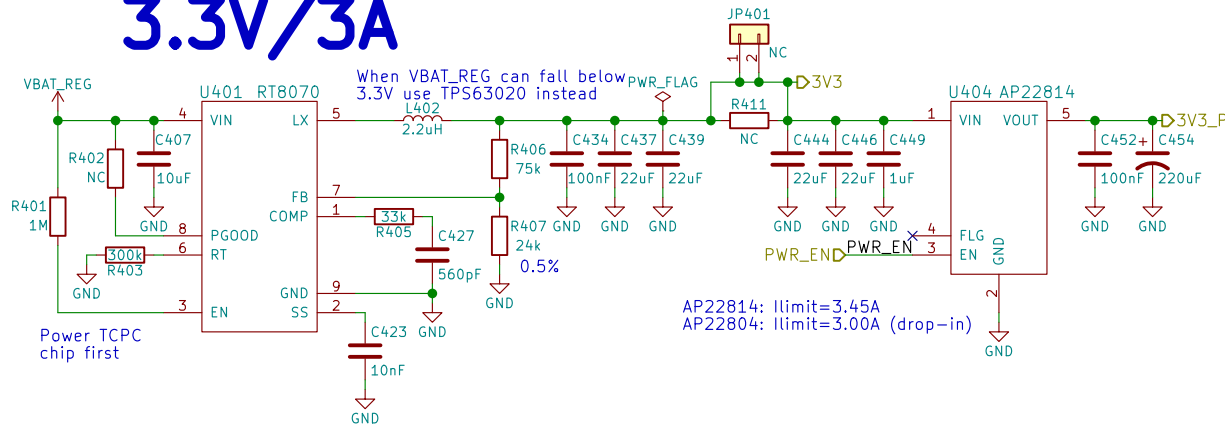 3.3V/3A
JP401
NC
1
2
VBAT_REG
When VBAT_REG can fall below
3.3V use TPS63020 instead
PWR_FLAG
3V3
U401 RT8070
L402
2.2uH
R411
NC
U404 AP22814
4 VIN
LX 5
1 VIN
VOUT 5
3V3_P
C407
10uF
GND
R402
NC
R401
1M
R406
75k
C434
100nF
GND
C437
22uF
GND
C439
22uF
GND
C444
22uF
GND
C446
22uF
GND
C449
1uF
GND
C452
100nF
GND
C454
220uF
GND
+
FB 7
COMP 1
33k
R405
R407
24k
0.5%
GND
C427
560pF
8 PGOOD
6 RT
300k
R403
GND
GND 9
SS 2
GND
3 EN
C423
10nF
GND
Power TCPC
chip first
4 FLG
PWR_EN
PWR_EN
3 EN
GND
2
GND
AP22814: Ilimit=3.45A
AP22804: Ilimit=3.00A (drop-in)